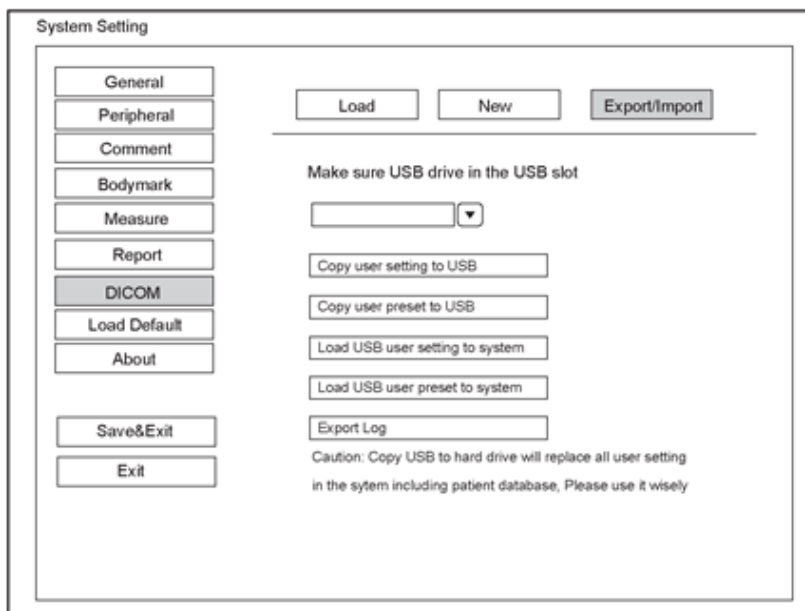 System Setting
General
Peripheral
Comment
Bodymark
Measure
Report
DICOM
Load Default
About
Save&Exit
Exit
Load
New
Export/Import
Make sure USB drive in the USB slot
Copy user setting to USB
Copy user preset to USB
Load USB user setting to system
Load USB user preset to system
Export Log
Caution: Copy USB to hard drive will replace all user setting
in the sytem including patient database, Please use it wisely